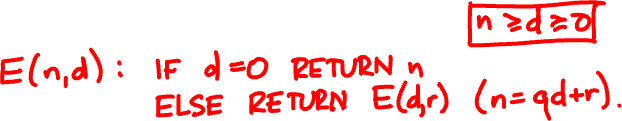 n ≥ d ≥ 0
E(n,d) : IF d=0 RETURN n
ELSE RETURN E(d,r) (n=qd+r).